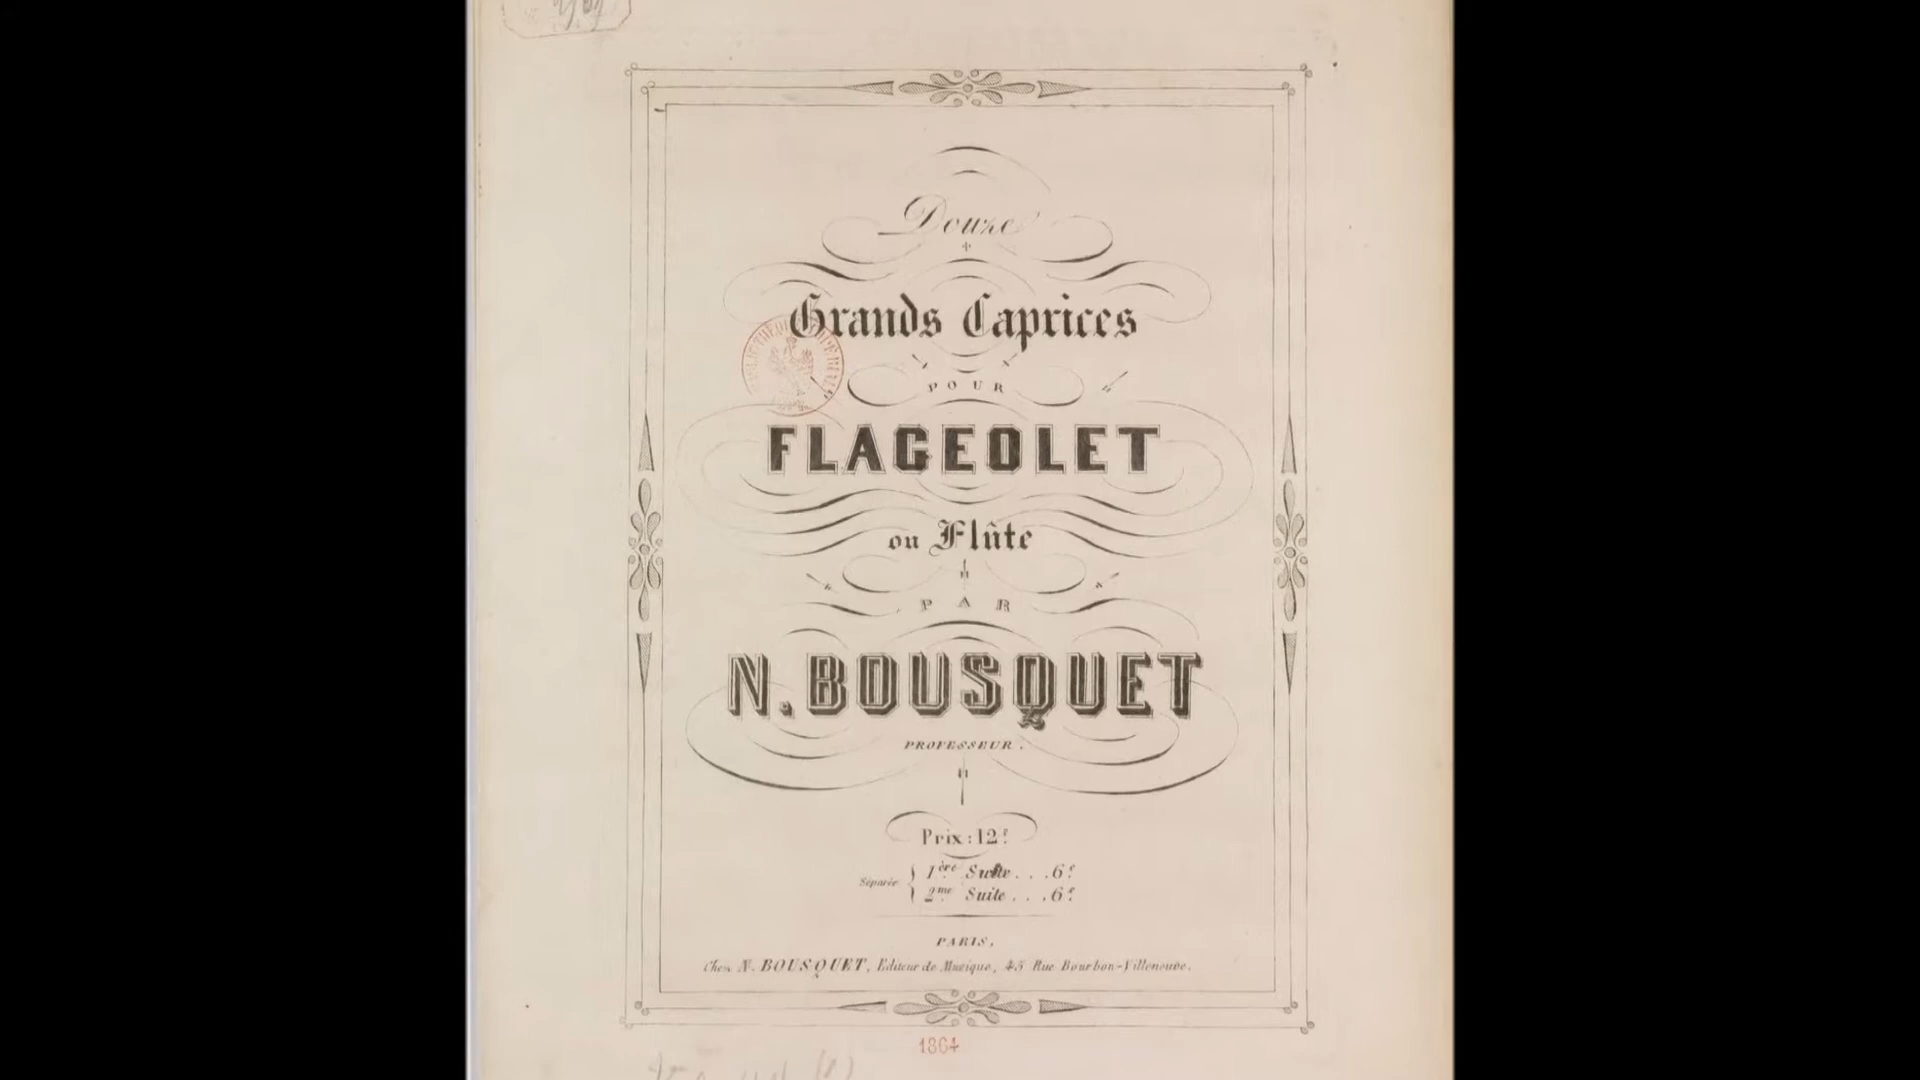 Douze
Grands Caprices
POUR
FLAGEOLET
ou Flûte
PAR
N. BOUSQUET
PROFESSEUR.
Prix: 12f
Séparée { 1ère Suite . . . 6f
2me Suite . . . 6f
PARIS,
Chez N. BOUSQUET, Editeur de Musique, 45 Rue Bourbon-Villeneuve.
1864